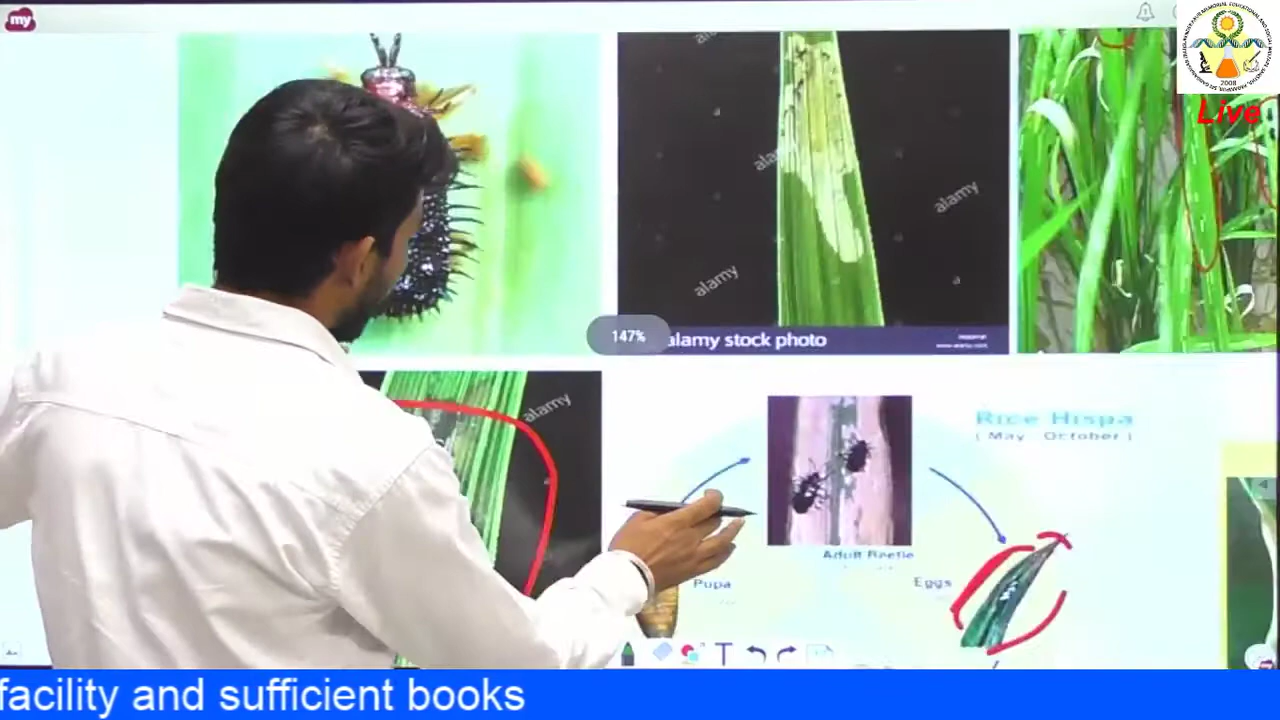 my
2008
Live
alamy
alamy
alamy
147%
alamy stock photo
alamy
Rice Hispa
( May October )
Adult Beetle
Pupa
Eggs
T
facility and sufficient books